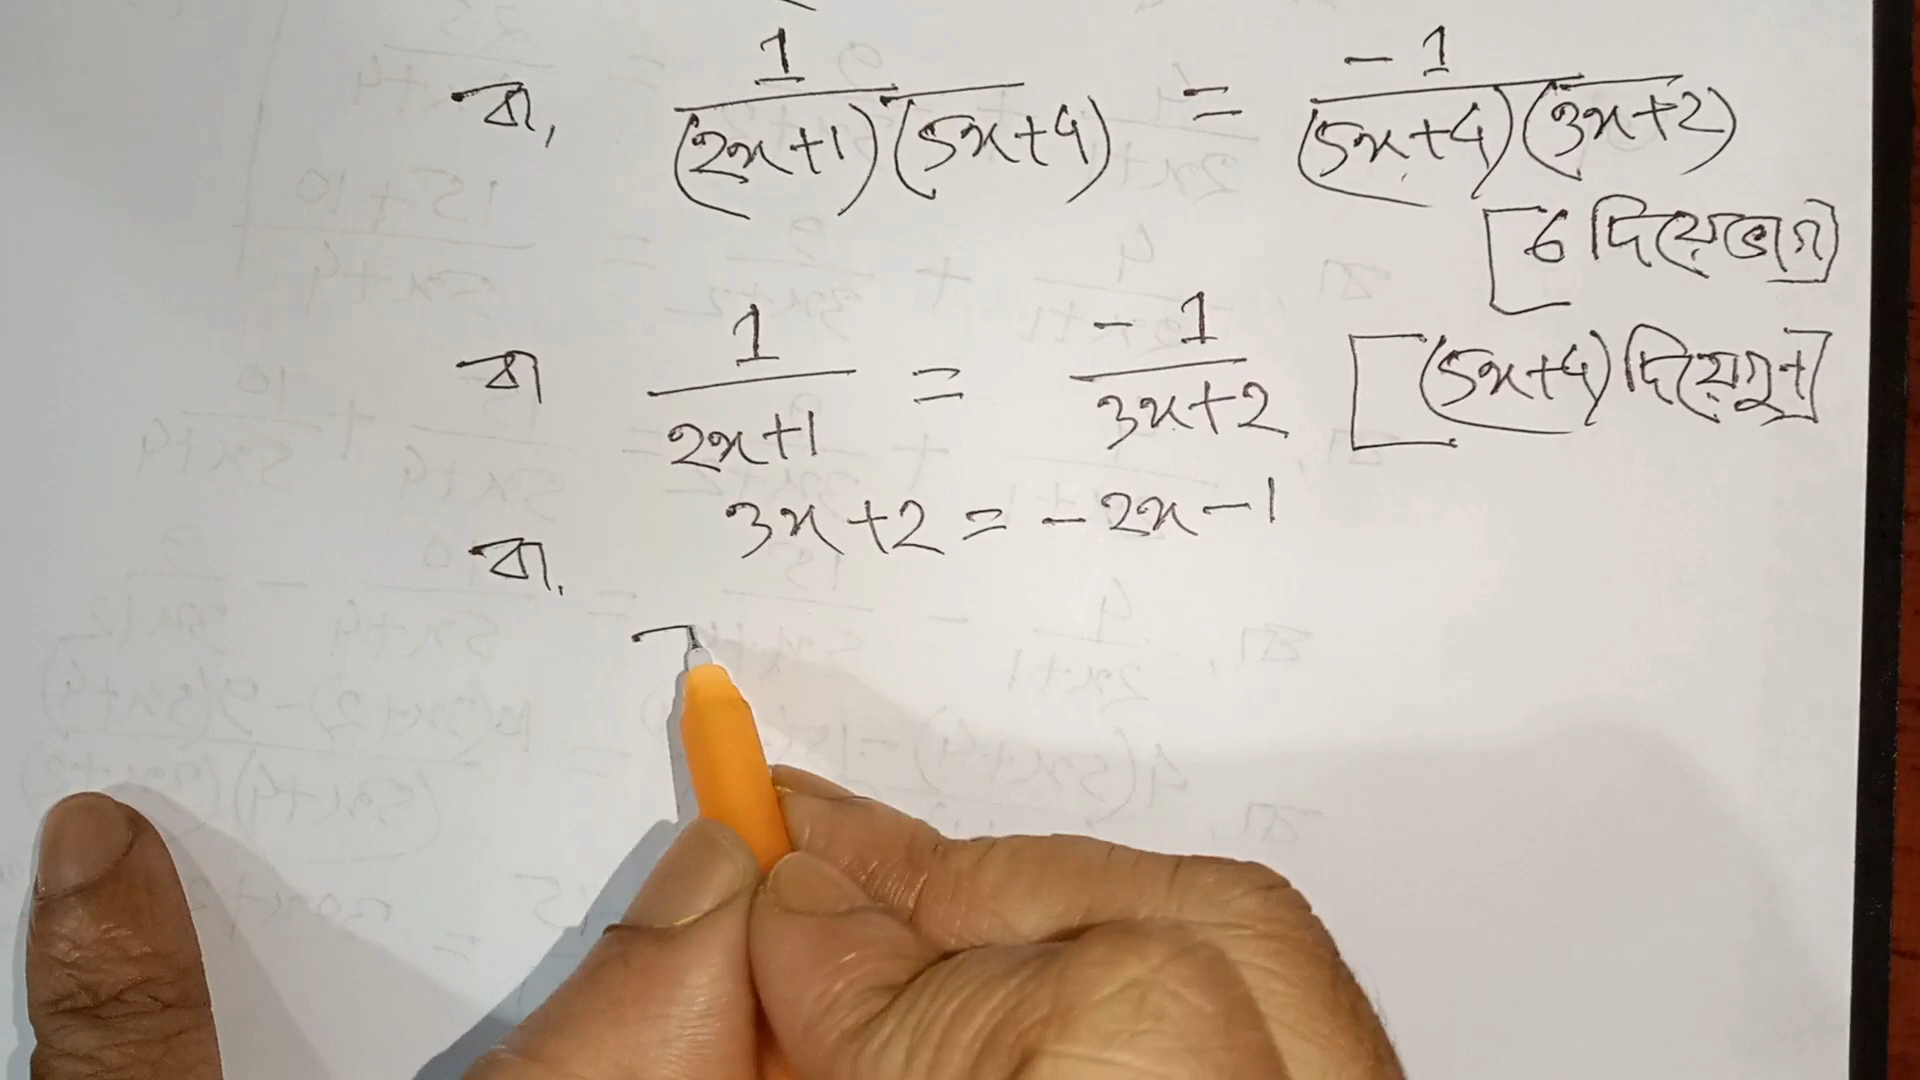 বা, 1/((2x+1)(5x+4)) = -1/((5x+4)(3x+2))
[6 দিয়ে ভাগ]
বা 1/(2x+1) = -1/(3x+2) [(5x+4) দিয়ে গুন]
বা, 3x+2 = -2x-1